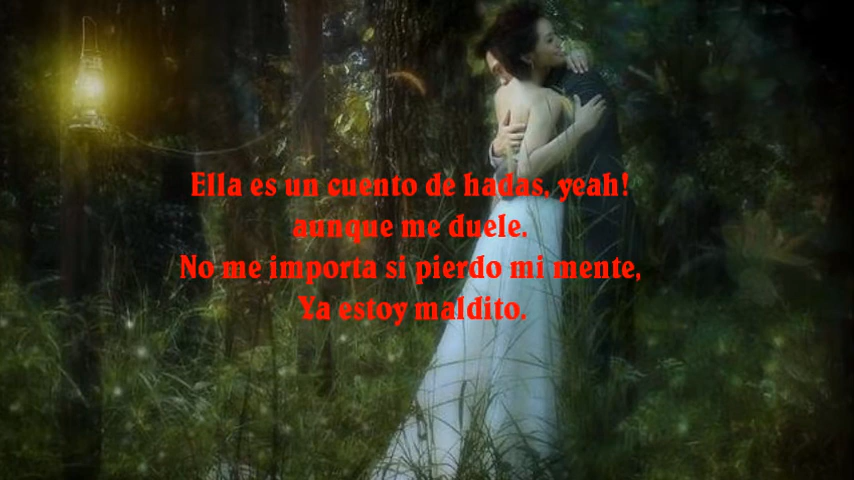 Ella es un cuento de hadas, yeah!
aunque me duele.
No me importa si pierdo mi mente,
Ya estoy maldito.